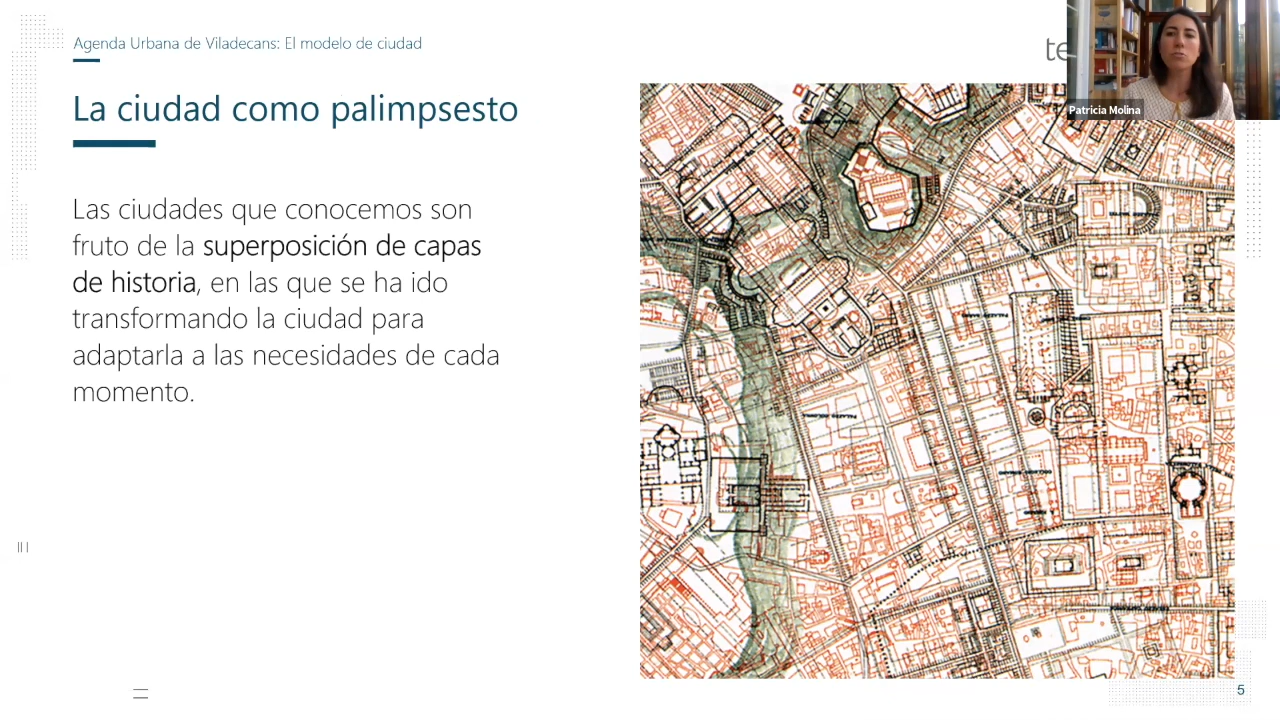 Agenda Urbana de Viladecans: El modelo de ciudad
te
Patricia Molina
La ciudad como palimpsesto
Las ciudades que conocemos son
fruto de la superposición de capas
de historia, en las que se ha ido
transformando la ciudad para
adaptarla a las necesidades de cada
momento.
5